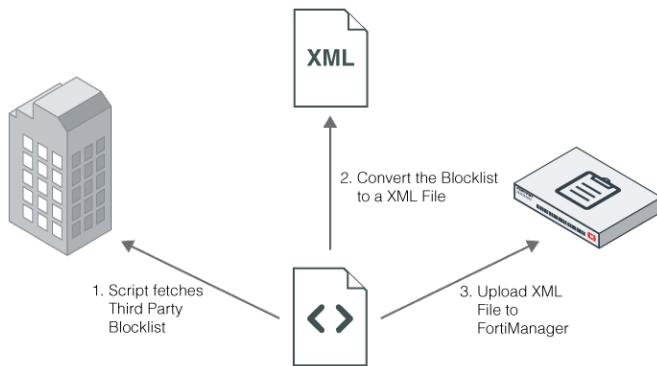 XML
2. Convert the Blocklist
to a XML File
1. Script fetches
Third Party
Blocklist
3. Upload XML
File to
FortiManager